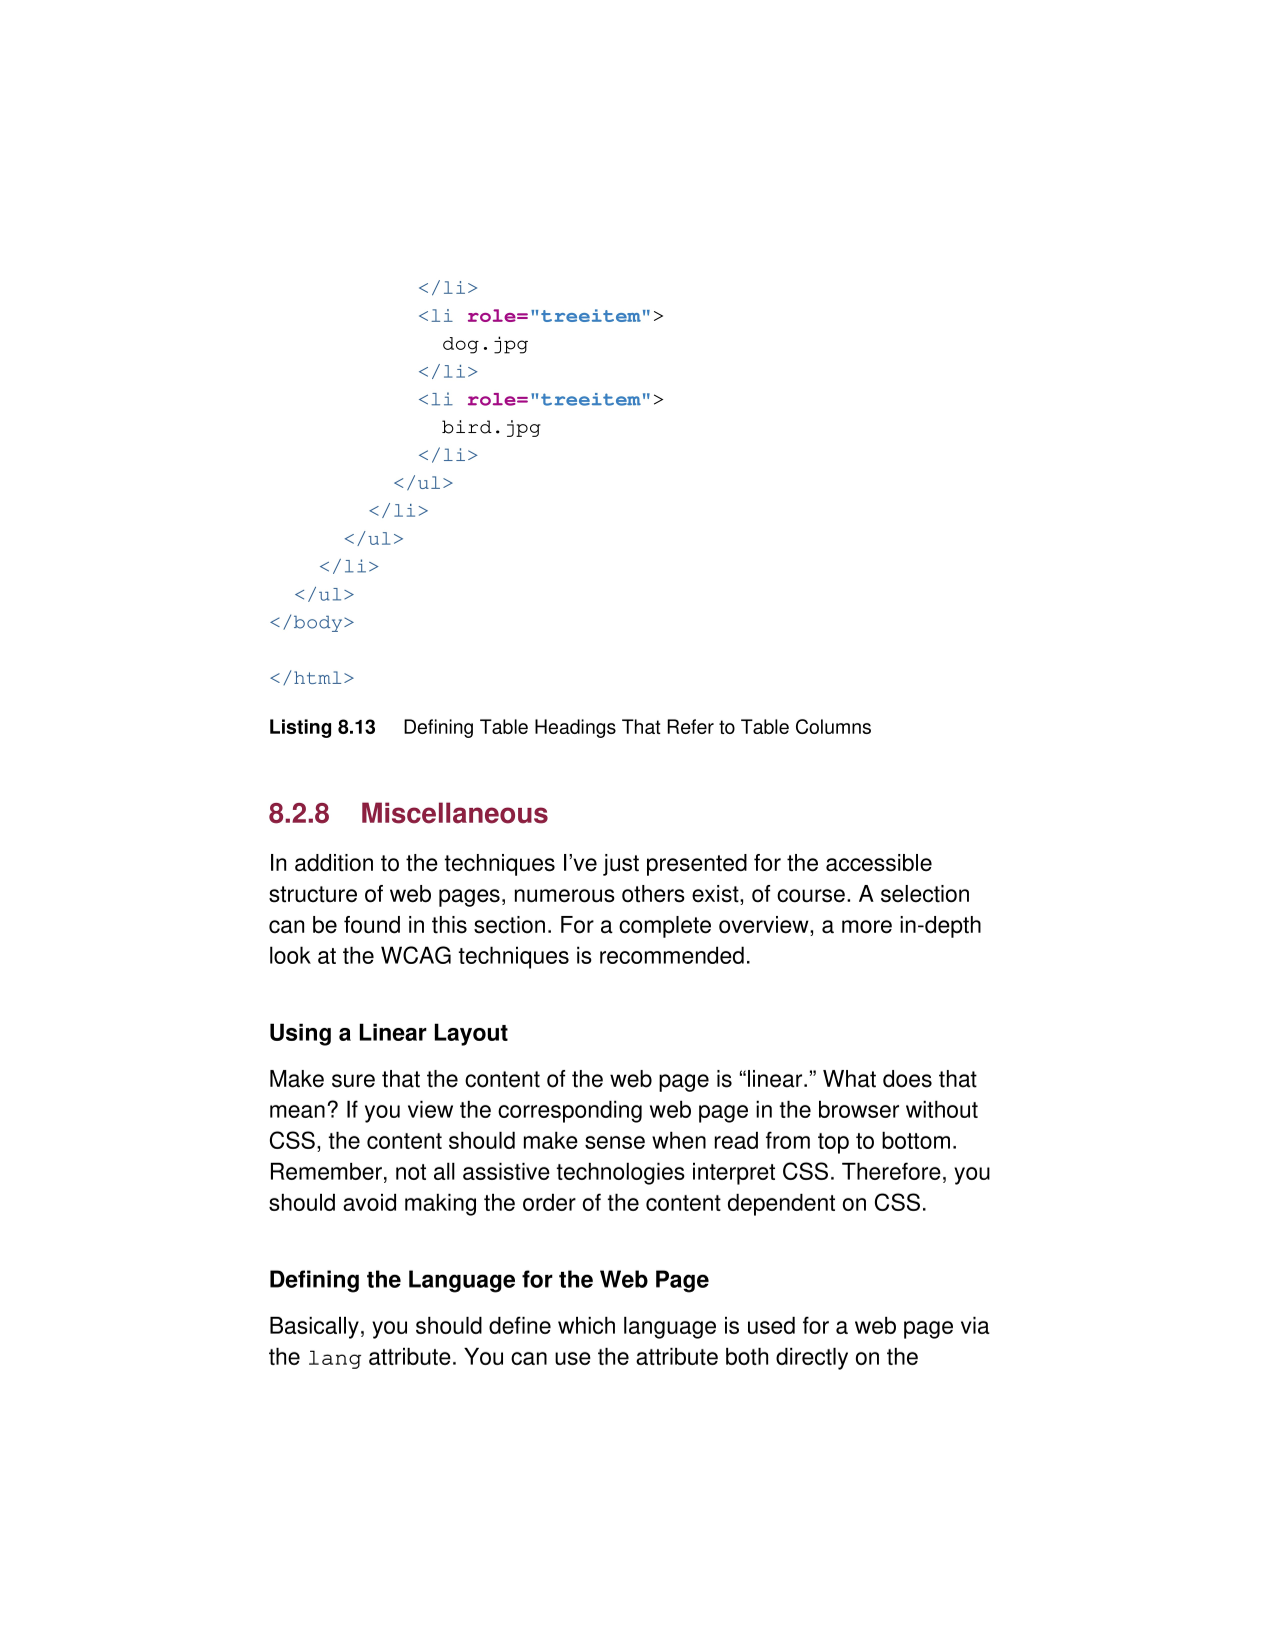 </li>
            <li role="treeitem">
              dog.jpg
            </li>
            <li role="treeitem">
              bird.jpg
            </li>
          </ul>
        </li>
      </ul>
    </li>
  </ul>
</body>

</html>
Listing 8.13 Defining Table Headings That Refer to Table Columns
8.2.8 Miscellaneous
In addition to the techniques I’ve just presented for the accessible
structure of web pages, numerous others exist, of course. A selection
can be found in this section. For a complete overview, a more in-depth
look at the WCAG techniques is recommended.
Using a Linear Layout
Make sure that the content of the web page is “linear.” What does that
mean? If you view the corresponding web page in the browser without
CSS, the content should make sense when read from top to bottom.
Remember, not all assistive technologies interpret CSS. Therefore, you
should avoid making the order of the content dependent on CSS.
Defining the Language for the Web Page
Basically, you should define which language is used for a web page via
the lang attribute. You can use the attribute both directly on the